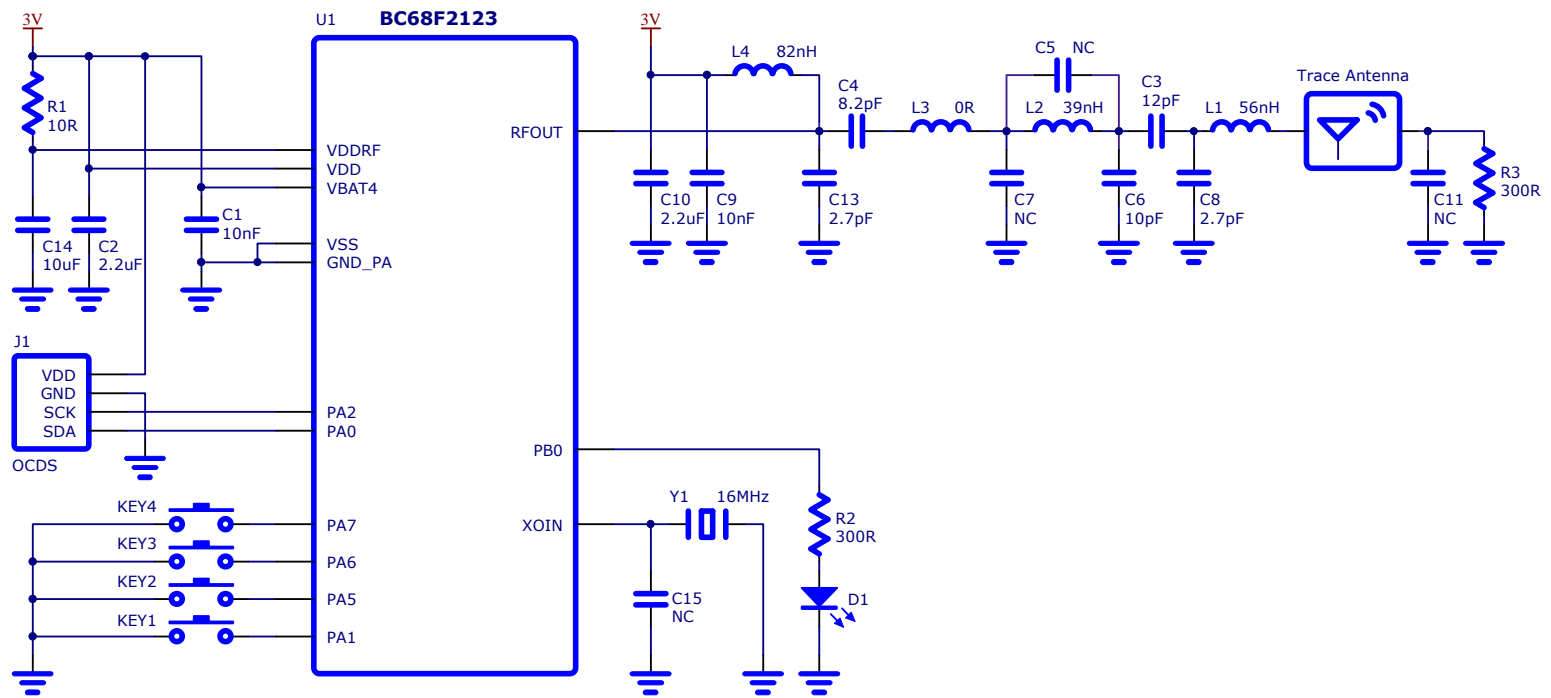 3V
U1
BC68F2123
3V
L4 82nH
C5 NC
R1
10R
C4
8.2pF
L3 0R
L2 39nH
C3
12pF
L1 56nH
Trace Antenna
RFOUT
VDDRF
VDD
VBAT4
C14
10uF
C2
2.2uF
C1
10nF
VSS
GND_PA
C10
2.2uF
C9
10nF
C13
2.7pF
C7
NC
C6
10pF
C8
2.7pF
C11
NC
R3
300R
J1
VDD
GND
SCK
SDA
OCDS
PA2
PA0
PB0
KEY4
PA7
KEY3
PA6
KEY2
PA5
KEY1
PA1
XOIN
Y1 16MHz
R2
300R
C15
NC
D1